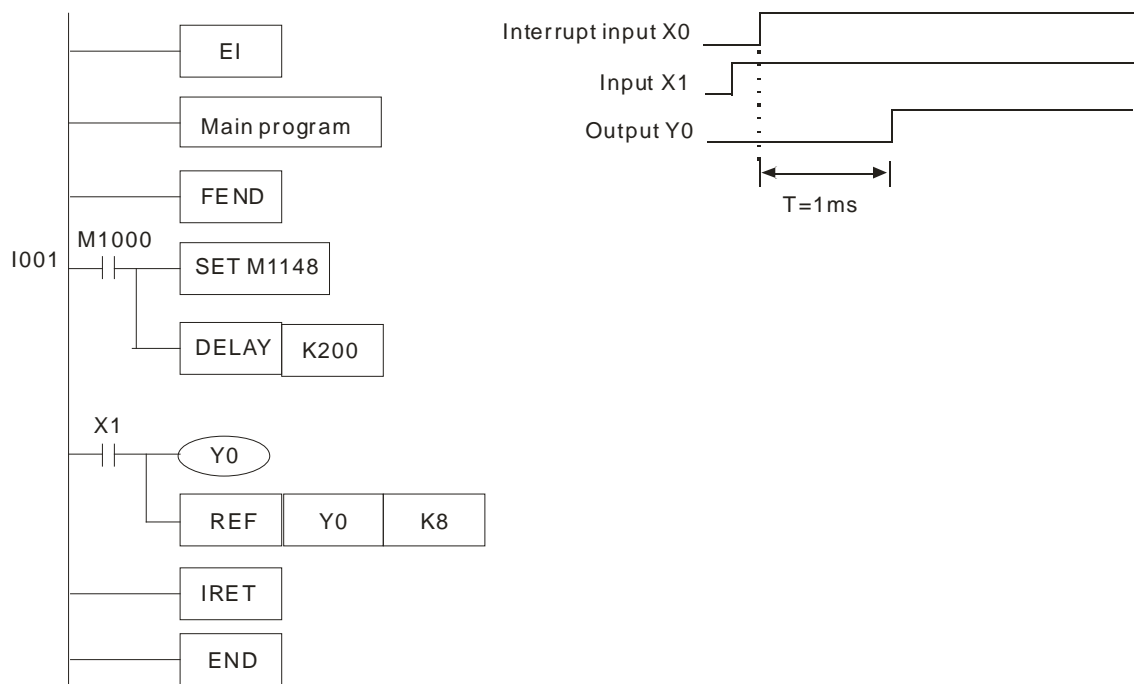 EI
Main program
FEND
I001
M1000
SET M1148
DELAY K200
X1
Y0
REF Y0 K8
IRET
END
Interrupt input X0
Input X1
Output Y0
T=1ms